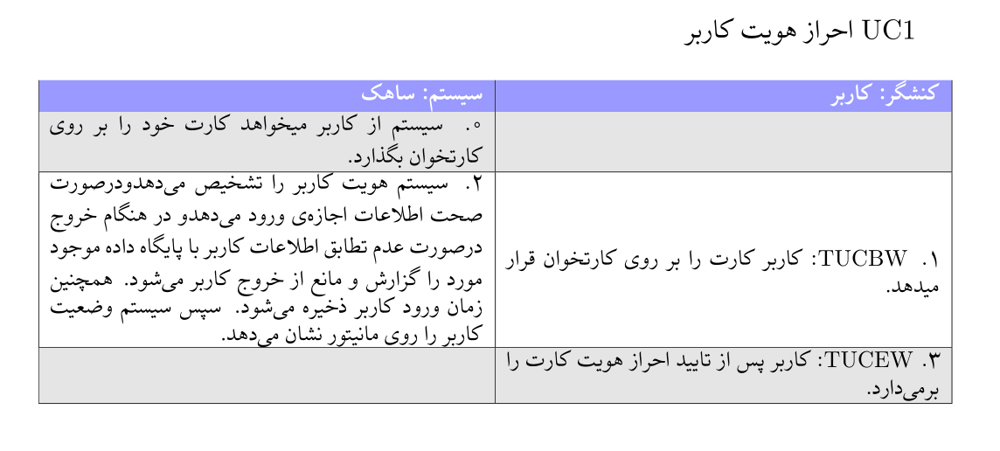 UC1 احراز هویت کاربر
کنشگر: کاربر
سیستم: ساهک
۰. سیستم از کاربر میخواهد کارت خود را بر روی
کارتخوان بگذارد.
۱. TUCBW: کاربر کارت را بر روی کارتخوان قرار
میدهد.
۲. سیستم هویت کاربر را تشخیص می‌دهدودرصورت
صحت اطلاعات اجازه‌ی ورود می‌دهدو در هنگام خروج
درصورت عدم تطابق اطلاعات کاربر با پایگاه داده موجود
مورد را گزارش و مانع از خروج کاربر می‌شود. همچنین
زمان ورود کاربر ذخیره می‌شود. سپس سیستم وضعیت
کاربر را روی مانیتور نشان می‌دهد.
۳. TUCEW: کاربر پس از تایید احراز هویت کارت را
برمی‌دارد.